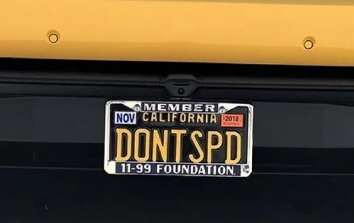 MEMBER
NOV CALIFORNIA 2018
DONTSPD
11-99 FOUNDATION.